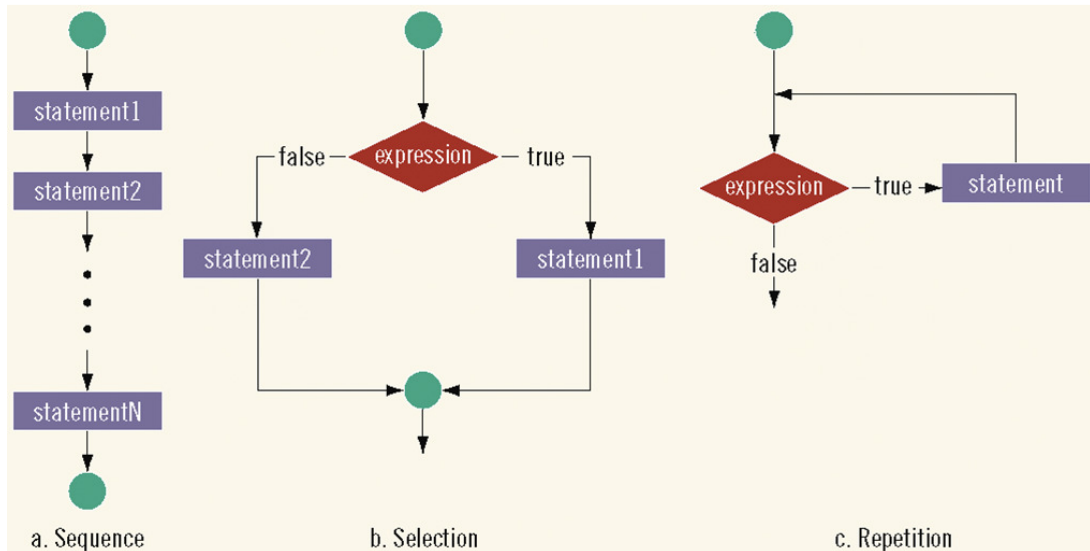 statement1
statement2
statementN
a. Sequence
expression
false
true
statement2
statement1
b. Selection
expression
true
statement
false
c. Repetition